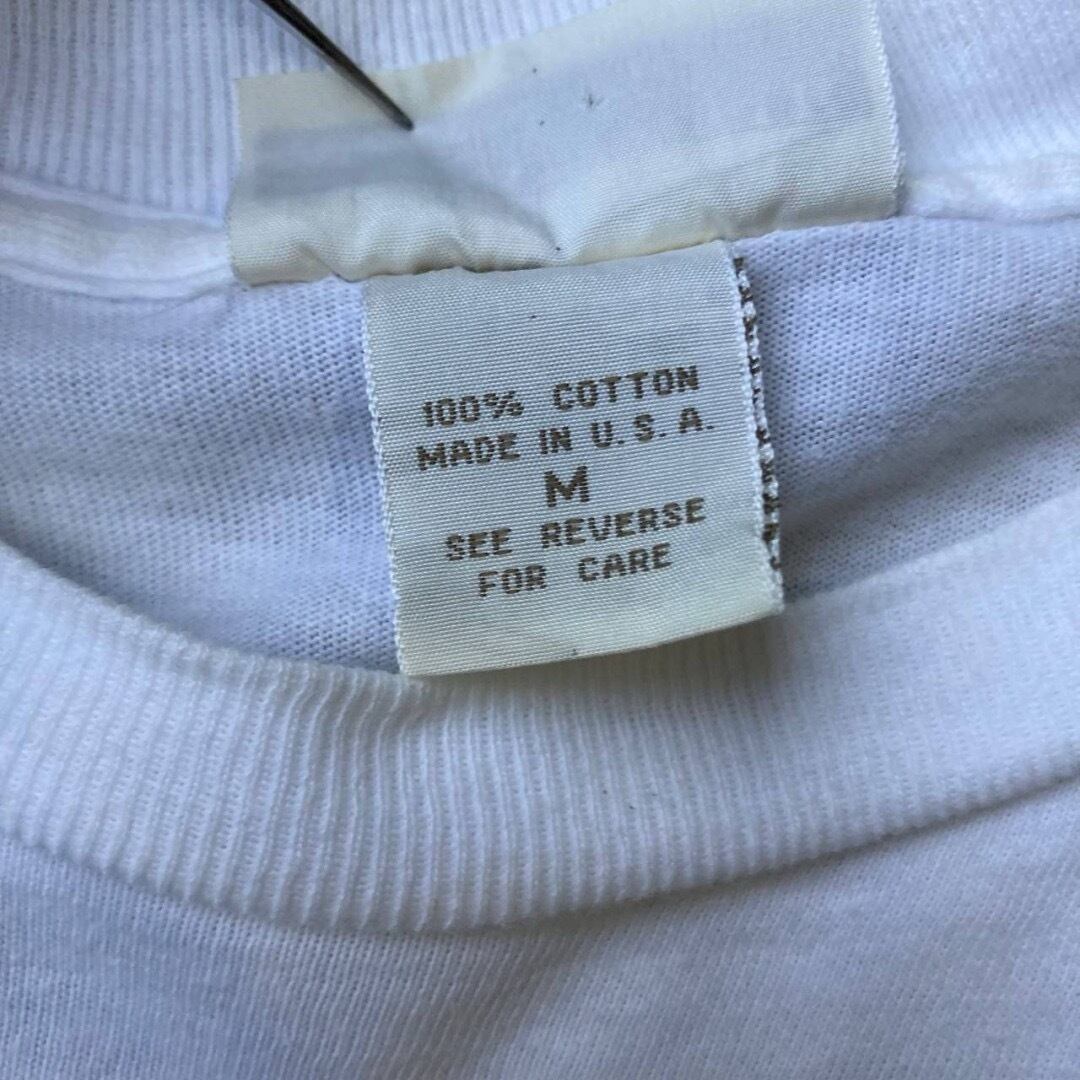 100% COTTON
MADE IN U.S.A.
M
SEE REVERSE
FOR CARE